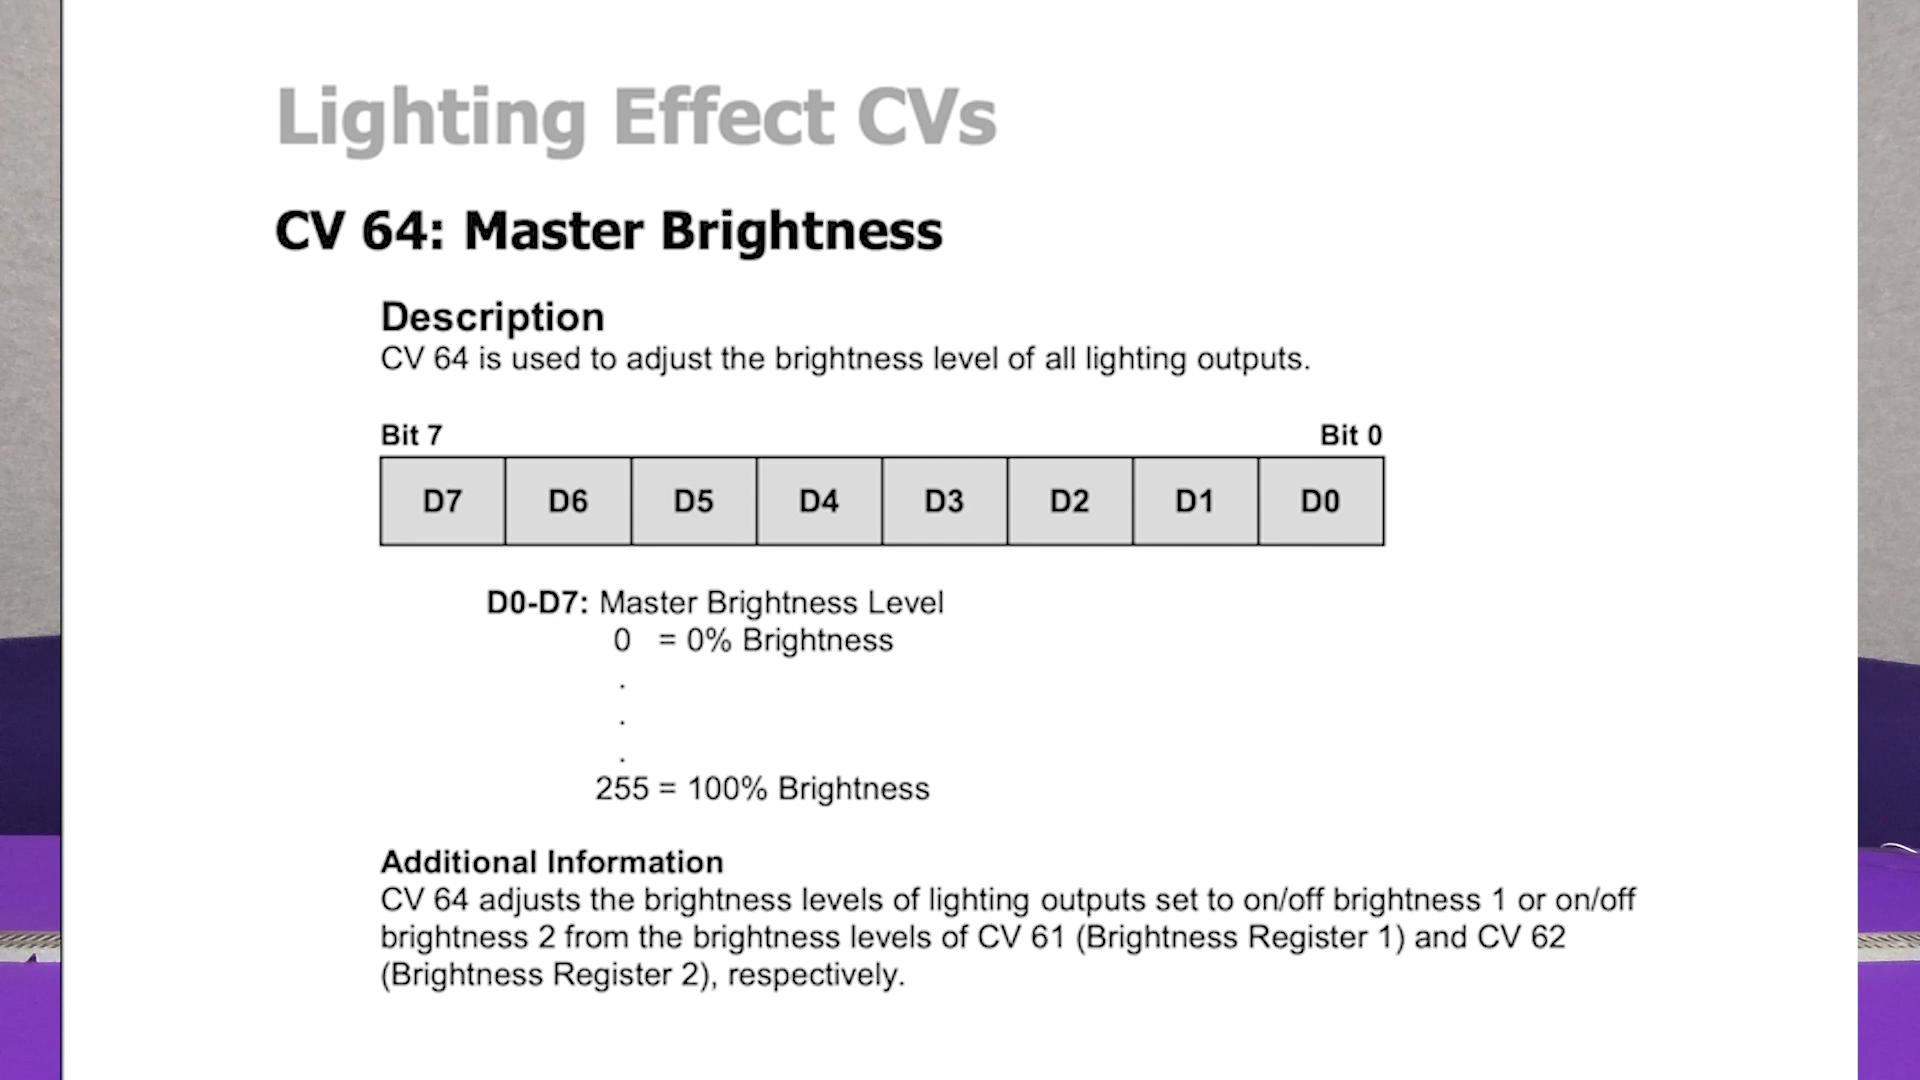 Lighting Effect CVs
CV 64: Master Brightness
Description
CV 64 is used to adjust the brightness level of all lighting outputs.
Bit 7 Bit 0
D7 D6 D5 D4 D3 D2 D1 D0
D0-D7: Master Brightness Level
0 = 0% Brightness
.
.
.
255 = 100% Brightness
Additional Information
CV 64 adjusts the brightness levels of lighting outputs set to on/off brightness 1 or on/off
brightness 2 from the brightness levels of CV 61 (Brightness Register 1) and CV 62
(Brightness Register 2), respectively.